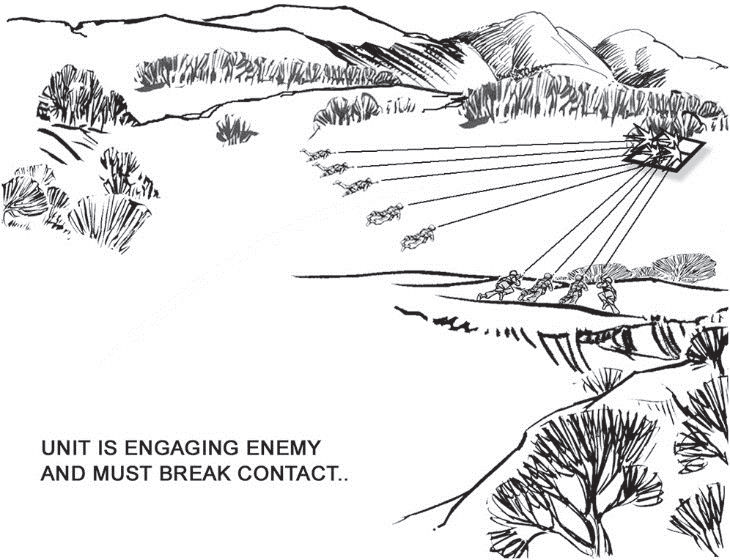 UNIT IS ENGAGING ENEMY
AND MUST BREAK CONTACT..